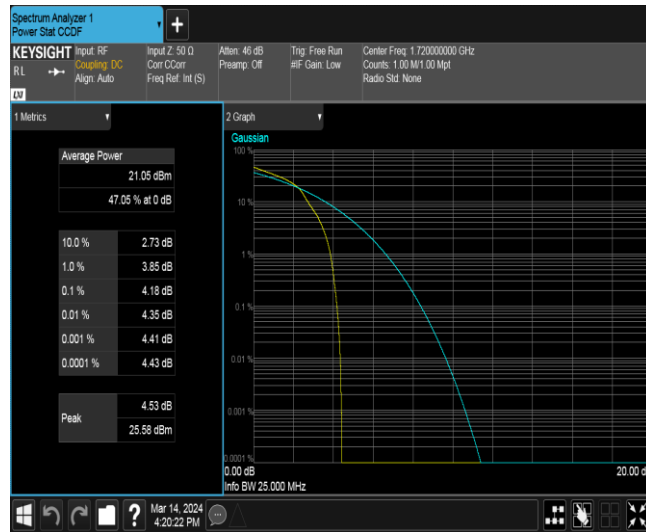 Spectrum Analyzer 1
Power Stat CCDF
+
KEYSIGHT
RL
LXI
Input: RF
Coupling: DC
Align: Auto
Input Z: 50 Ω
Corr CCorr
Freq Ref: Int (S)
Atten: 46 dB
Preamp: Off
Trig: Free Run
#IF Gain: Low
Center Freq: 1.720000000 GHz
Counts: 1.00 M/1.00 Mpt
Radio Std: None
1 Metrics
Average Power
21.05 dBm
47.05 % at 0 dB
10.0 % 2.73 dB
1.0 % 3.85 dB
0.1 % 4.18 dB
0.01 % 4.35 dB
0.001 % 4.41 dB
0.0001 % 4.43 dB
Peak
4.53 dB
25.58 dBm
2 Graph
Gaussian
100 %
10 %
1 %
0.1 %
0.01 %
0.001 %
0.0001 %
0.00 dB 20.00 d
Info BW 25.000 MHz
?
Mar 14, 2024
4:20:22 PM